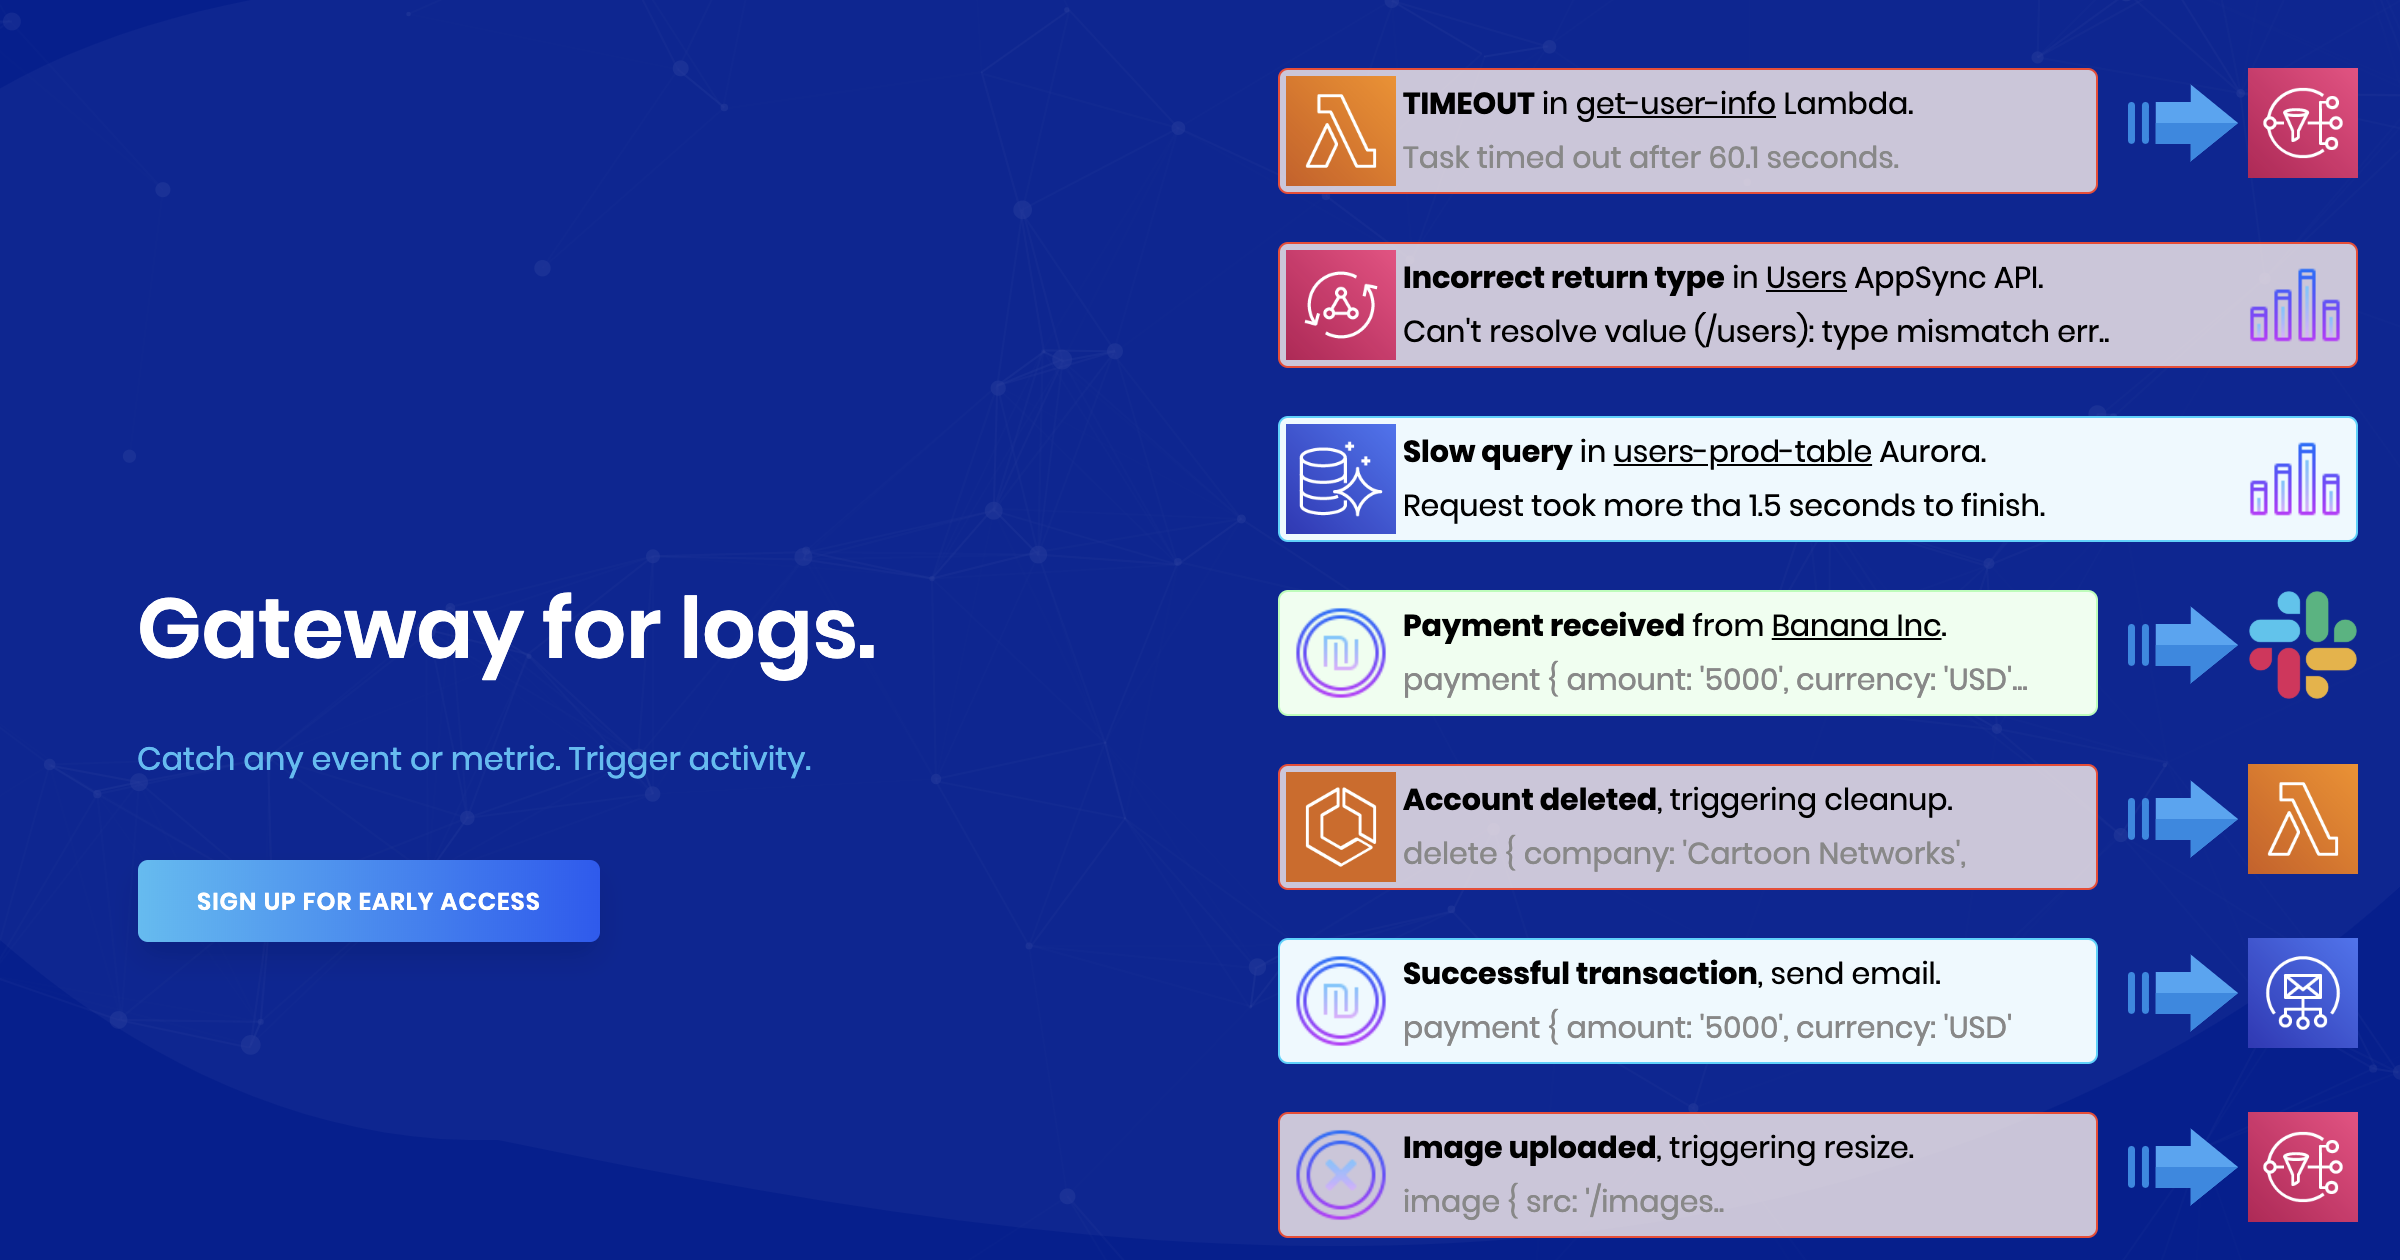 Gateway for logs.
Catch any event or metric. Trigger activity.
SIGN UP FOR EARLY ACCESS
TIMEOUT in get-user-info Lambda.
Task timed out after 60.1 seconds.
Incorrect return type in Users AppSync API.
Can't resolve value (/users): type mismatch err..
Slow query in users-prod-table Aurora.
Request took more tha 1.5 seconds to finish.
Payment received from Banana Inc.
payment { amount: '5000', currency: 'USD'...
Account deleted, triggering cleanup.
delete { company: 'Cartoon Networks',
Successful transaction, send email.
payment { amount: '5000', currency: 'USD'
Image uploaded, triggering resize.
image { src: '/images..